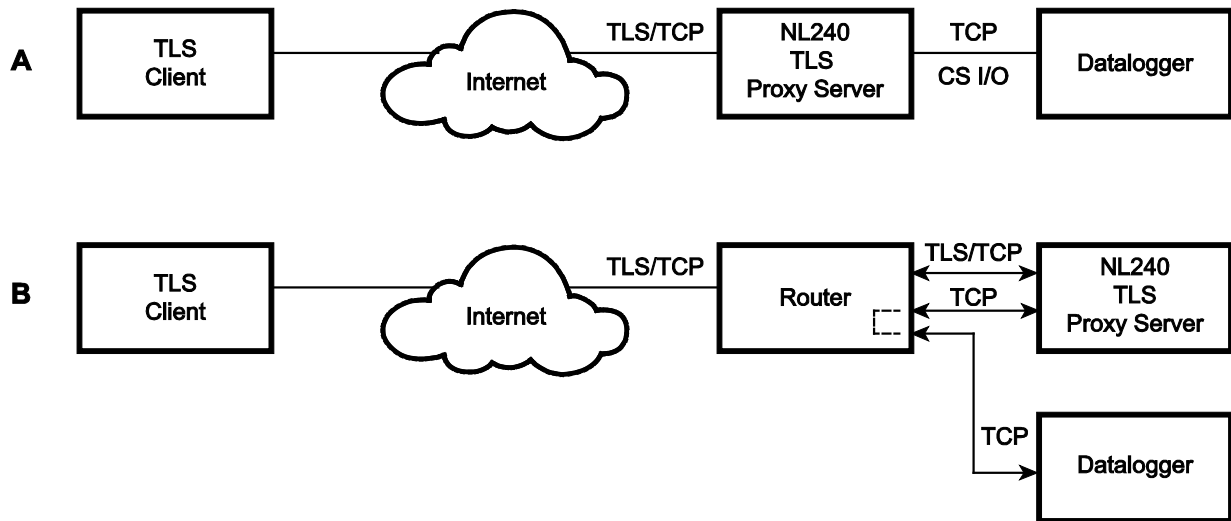 A
TLS
Client
Internet
TLS/TCP
NL240
TLS
Proxy Server
TCP
CS I/O
Datalogger
B
TLS
Client
Internet
TLS/TCP
Router
TLS/TCP
TCP
NL240
TLS
Proxy Server
TCP
Datalogger